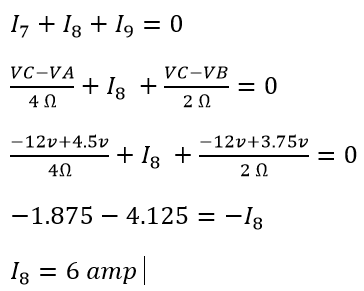 I₇ + I₈ + I₉ = 0
VC−VA/4 Ω + I₈ + VC−VB/2 Ω = 0
−12v+4.5v/4Ω + I₈ + −12v+3.75v/2 Ω = 0
−1.875 − 4.125 = −I₈
I₈ = 6 amp